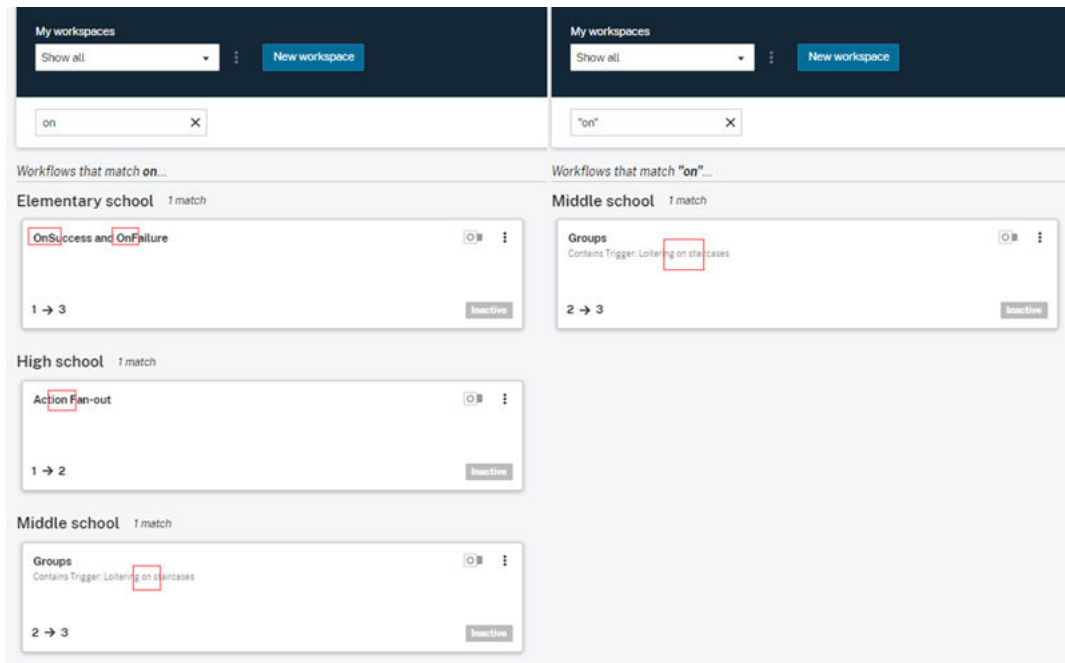 My workspaces
Show all
New workspace
on
Workflows that match on...
Elementary school 1 match
OnSuccess and OnFailure
1 → 3
Inactive
High school 1 match
Action Fan-out
1 → 2
Inactive
Middle school 1 match
Groups
Contains Trigger: Loitering on staircases
2 → 3
Inactive
My workspaces
Show all
New workspace
"on"
Workflows that match "on"...
Middle school 1 match
Groups
Contains Trigger: Loitering on staircases
2 → 3
Inactive